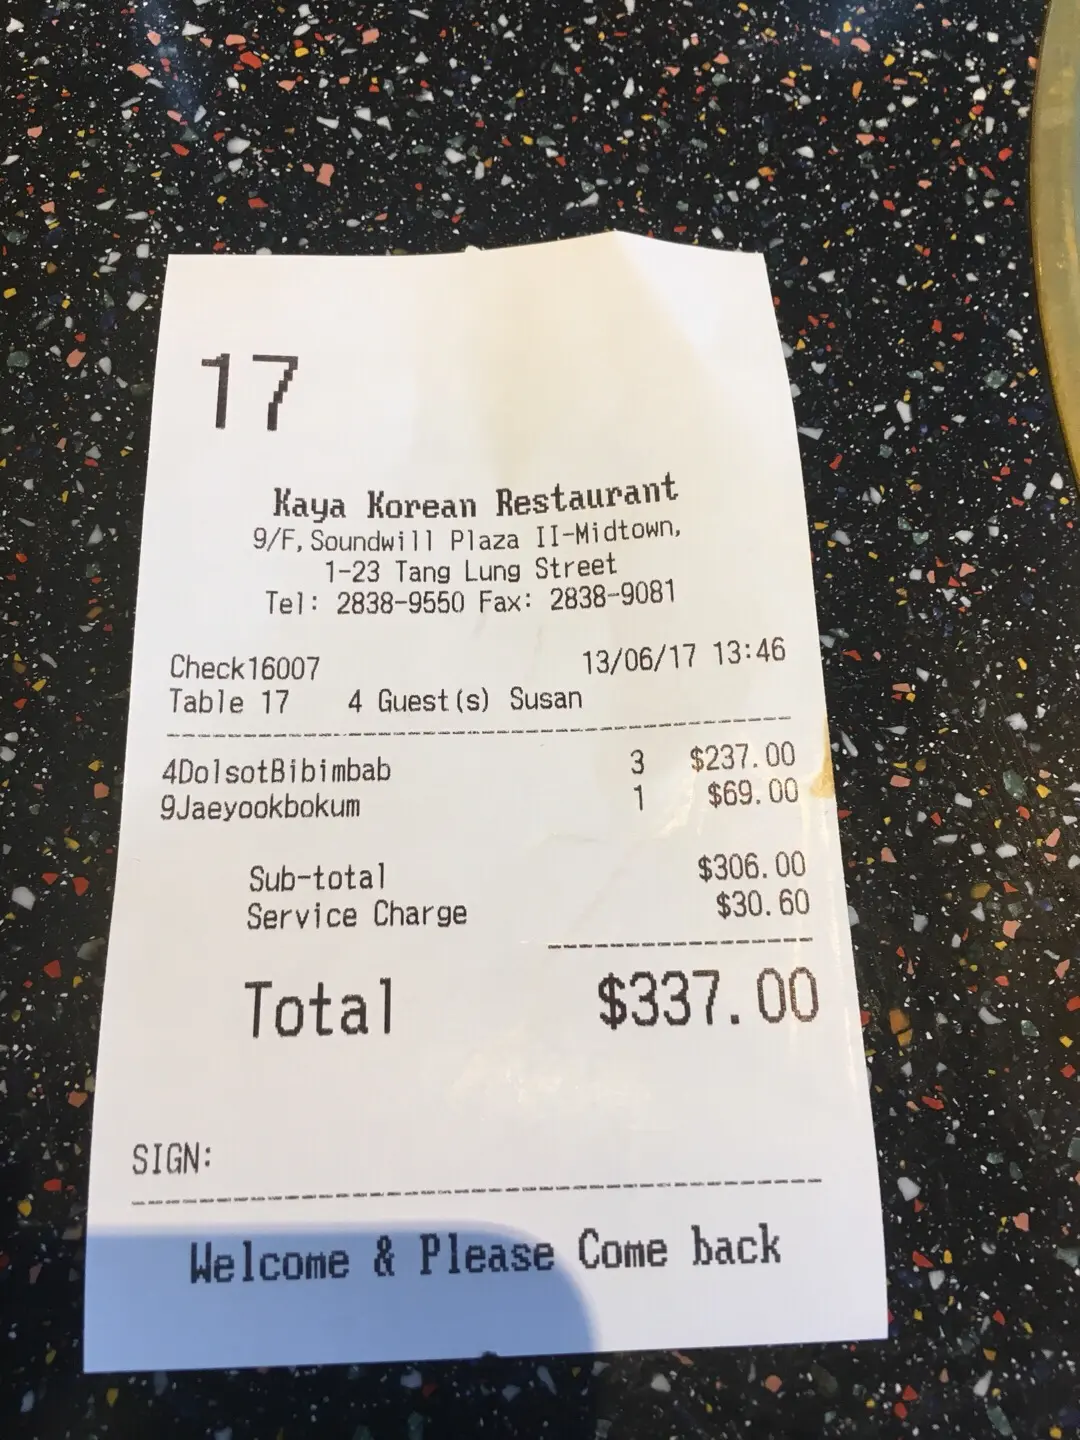 17
Kaya Korean Restaurant
9/F, Soundwill Plaza II-Midtown,
1-23 Tang Lung Street
Tel: 2838-9550 Fax: 2838-9081
Check16007 13/06/17 13:46
Table 17 4 Guest(s) Susan
4DolsotBibimbab 3 $237.00
9Jaeyookbokum 1 $69.00
Sub-total $306.00
Service Charge $30.60
Total $337.00
SIGN:
Welcome & Please Come back